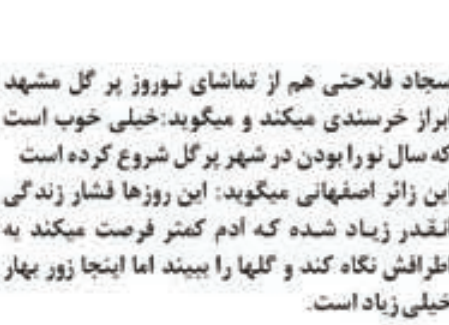 سجاد فلاحتی هم از تماشای نوروز پر گل مشهد
ابراز خرسندی میکند و میگوید:خیلی خوب است
که سال نو را بودن در شهر پر گل شروع کرده است
این زائر اصفهانی میگوید: این روزها فشار زندگی
آنقدر زیاد شده که آدم کمتر فرصت میکند به
اطرافش نگاه کند و گلها را ببیند اما اینجا زور بهار
خیلی زیاد است.